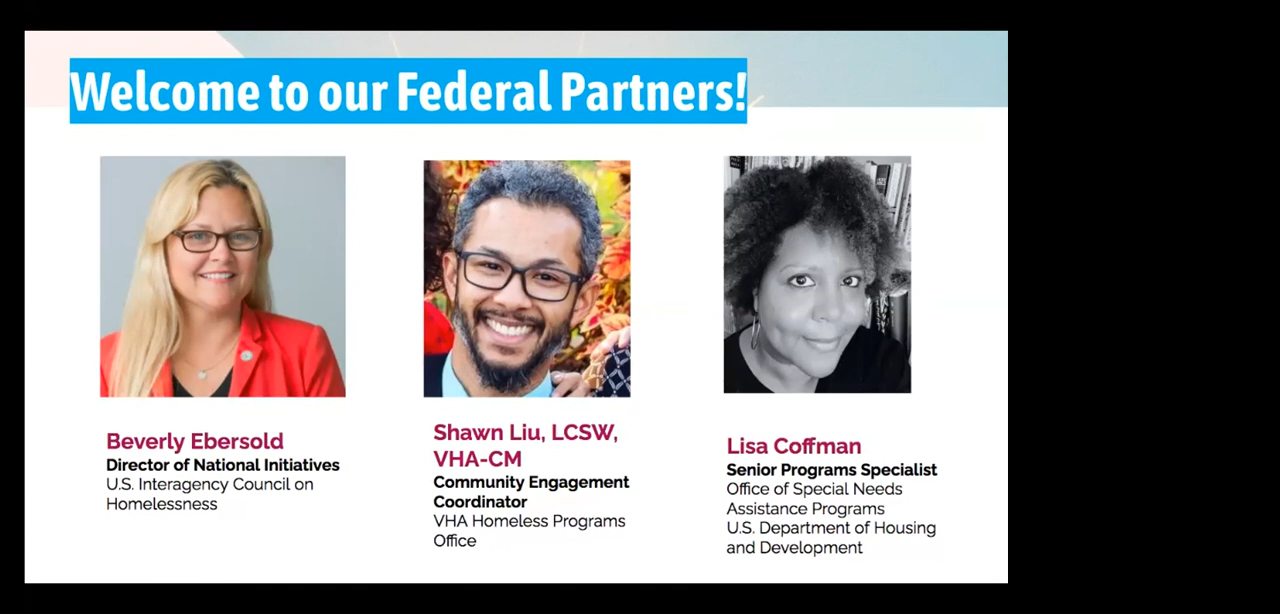 Welcome to our Federal Partners!
Beverly Ebersold
Director of National Initiatives
U.S. Interagency Council on
Homelessness
Shawn Liu, LCSW,
VHA-CM
Community Engagement
Coordinator
VHA Homeless Programs
Office
Lisa Coffman
Senior Programs Specialist
Office of Special Needs
Assistance Programs
U.S. Department of Housing
and Development